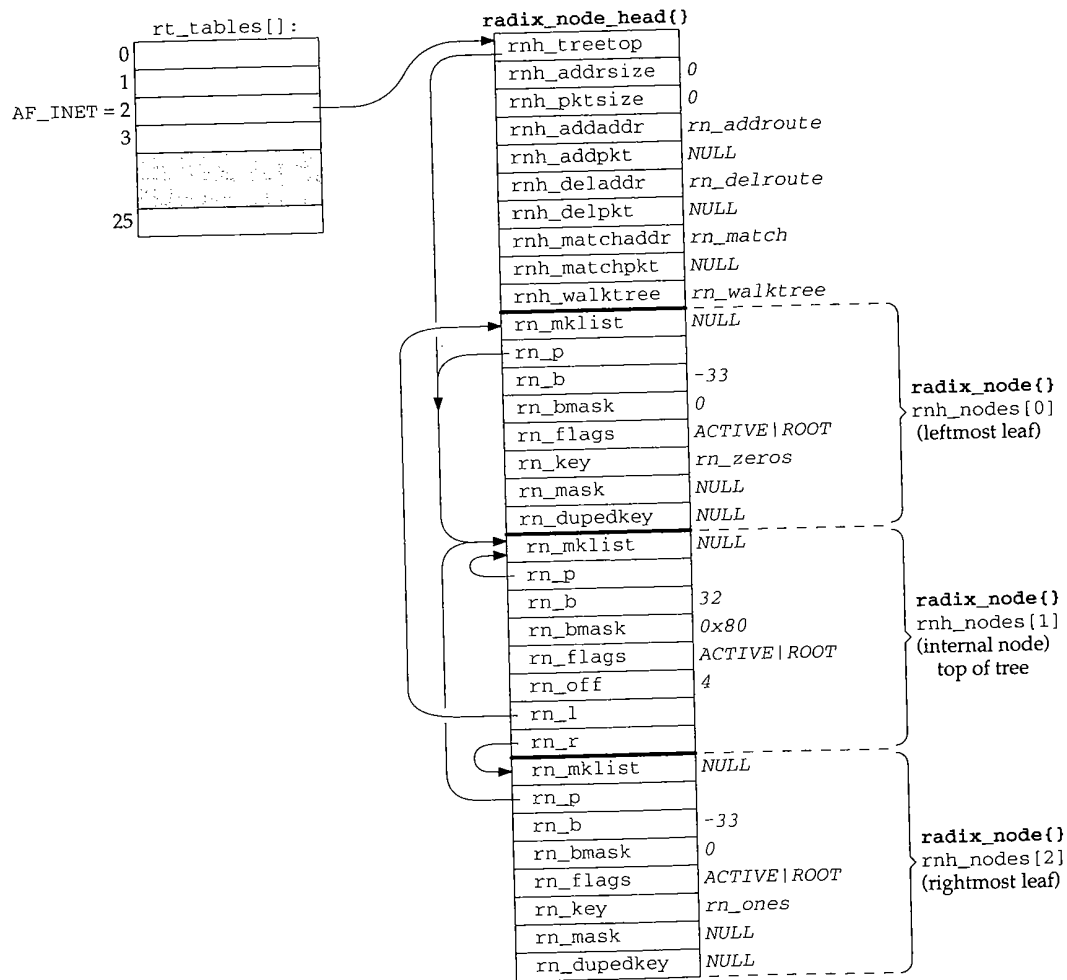 radix_node_head{}
rt_tables[]:
0
1
AF_INET = 2
3
25
rnh_treetop
rnh_addrsize 0
rnh_pktsize 0
rnh_addaddr rn_addroute
rnh_addpkt NULL
rnh_deladdr rn_delroute
rnh_delpkt NULL
rnh_matchaddr rn_match
rnh_matchpkt NULL
rnh_walktree rn_walktree
rn_mklist NULL
rn_p
rn_b -33
rn_bmask 0
rn_flags ACTIVE|ROOT
rn_key rn_zeros
rn_mask NULL
rn_dupedkey NULL
radix_node{}
rnh_nodes[0]
(leftmost leaf)
rn_mklist NULL
rn_p
rn_b 32
rn_bmask 0x80
rn_flags ACTIVE|ROOT
rn_off 4
rn_l
rn_r
radix_node{}
rnh_nodes[1]
(internal node)
top of tree
rn_mklist NULL
rn_p
rn_b -33
rn_bmask 0
rn_flags ACTIVE|ROOT
rn_key rn_ones
rn_mask NULL
rn_dupedkey NULL
radix_node{}
rnh_nodes[2]
(rightmost leaf)